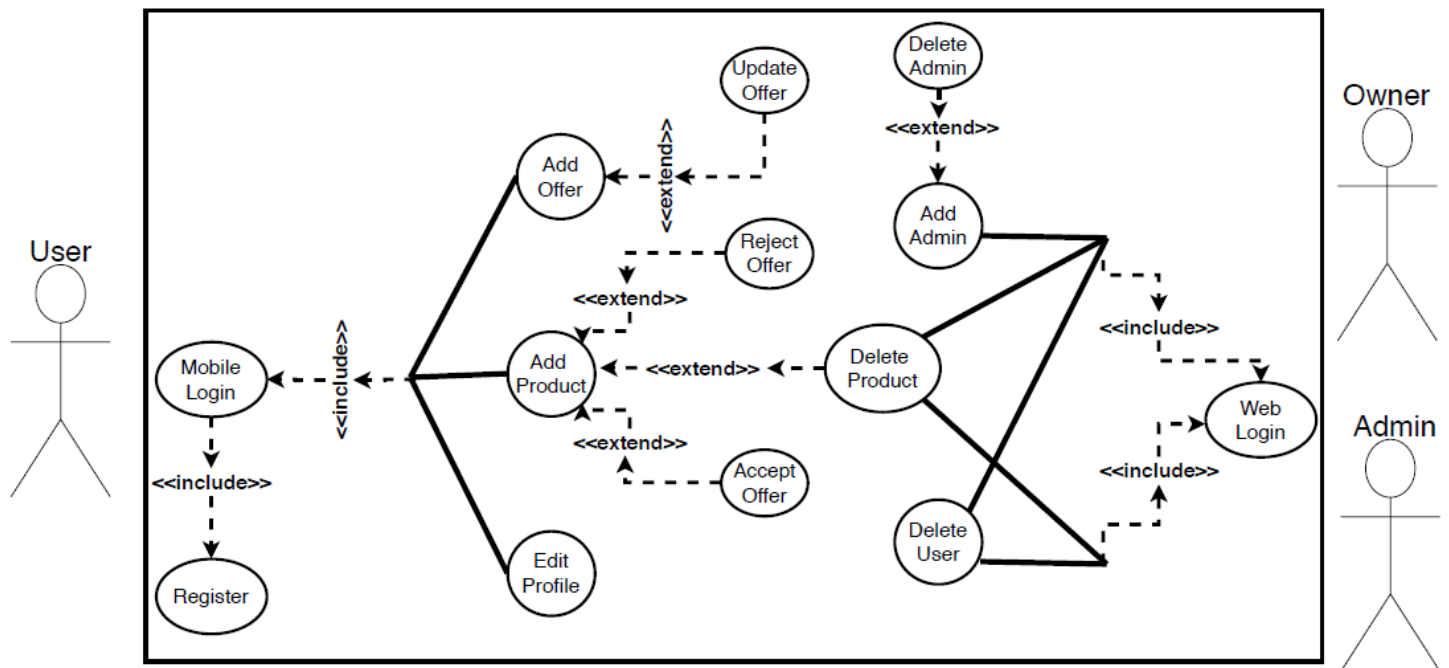 User
Mobile
Login
<<include>>
Register
<<include>>
Add
Offer
Add
Product
Edit
Profile
Update
Offer
<<extend>>
Reject
Offer
<<extend>>
<<extend>>
<<extend>>
Accept
Offer
Delete
Admin
<<extend>>
Add
Admin
Delete
Product
Delete
User
<<include>>
<<include>>
Web
Login
Owner
Admin